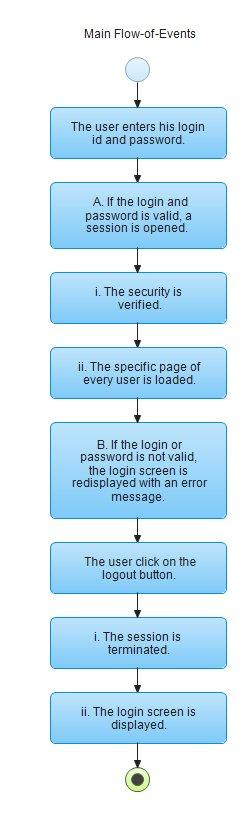 Main Flow-of-Events
The user enters his login
id and password.
A. If the login and
password is valid, a
session is opened.
i. The security is
verified.
ii. The specific page of
every user is loaded.
B. If the login or
password is not valid,
the login screen is
redisplayed with an error
message.
The user click on the
logout button.
i. The session is
terminated.
ii. The login screen is
displayed.